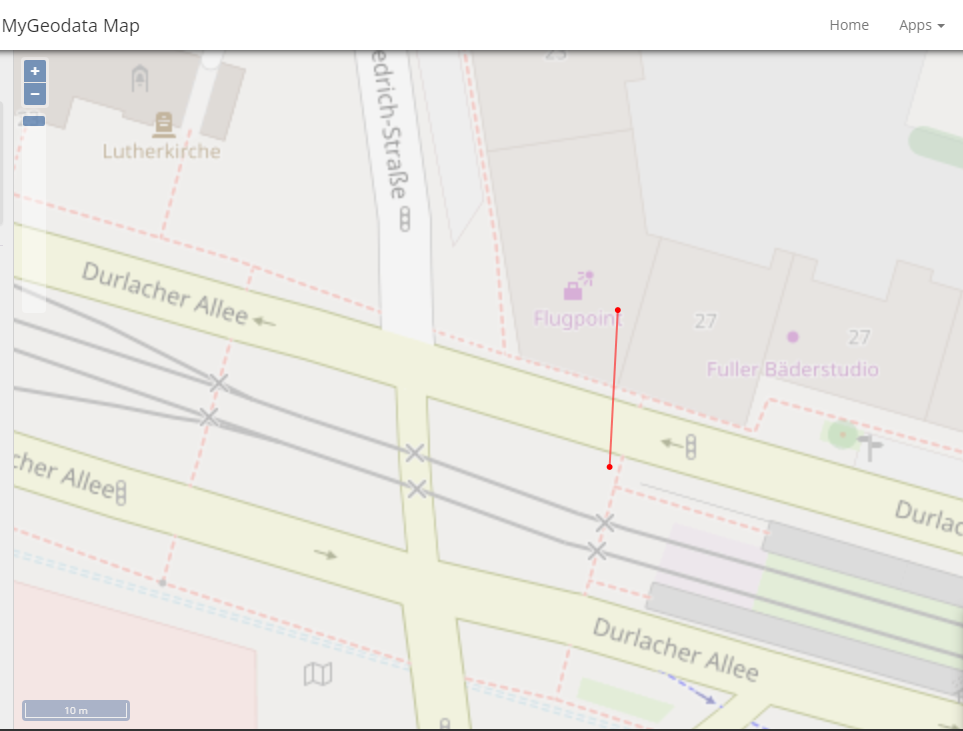 MyGeodata Map
Home
Apps
+
−
25
edrich-Straße
Lutherkirche
Durlacher Allee
Flugpoint
27
27
Fuller Bäderstudio
cher Allee
Durlac
Durlacher Allee
10 m